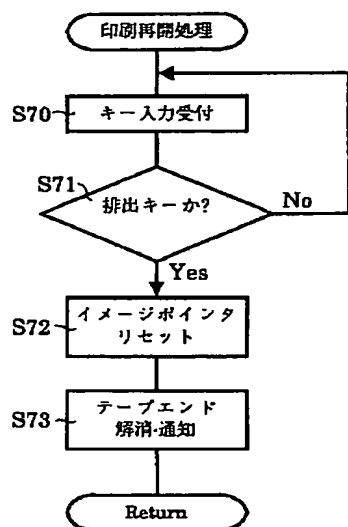 印刷再開処理
S70
キー入力受付
S71
排出キーか?
No
Yes
S72
イメージポインタ
リセット
S73
テープエンド
解消・通知
Return